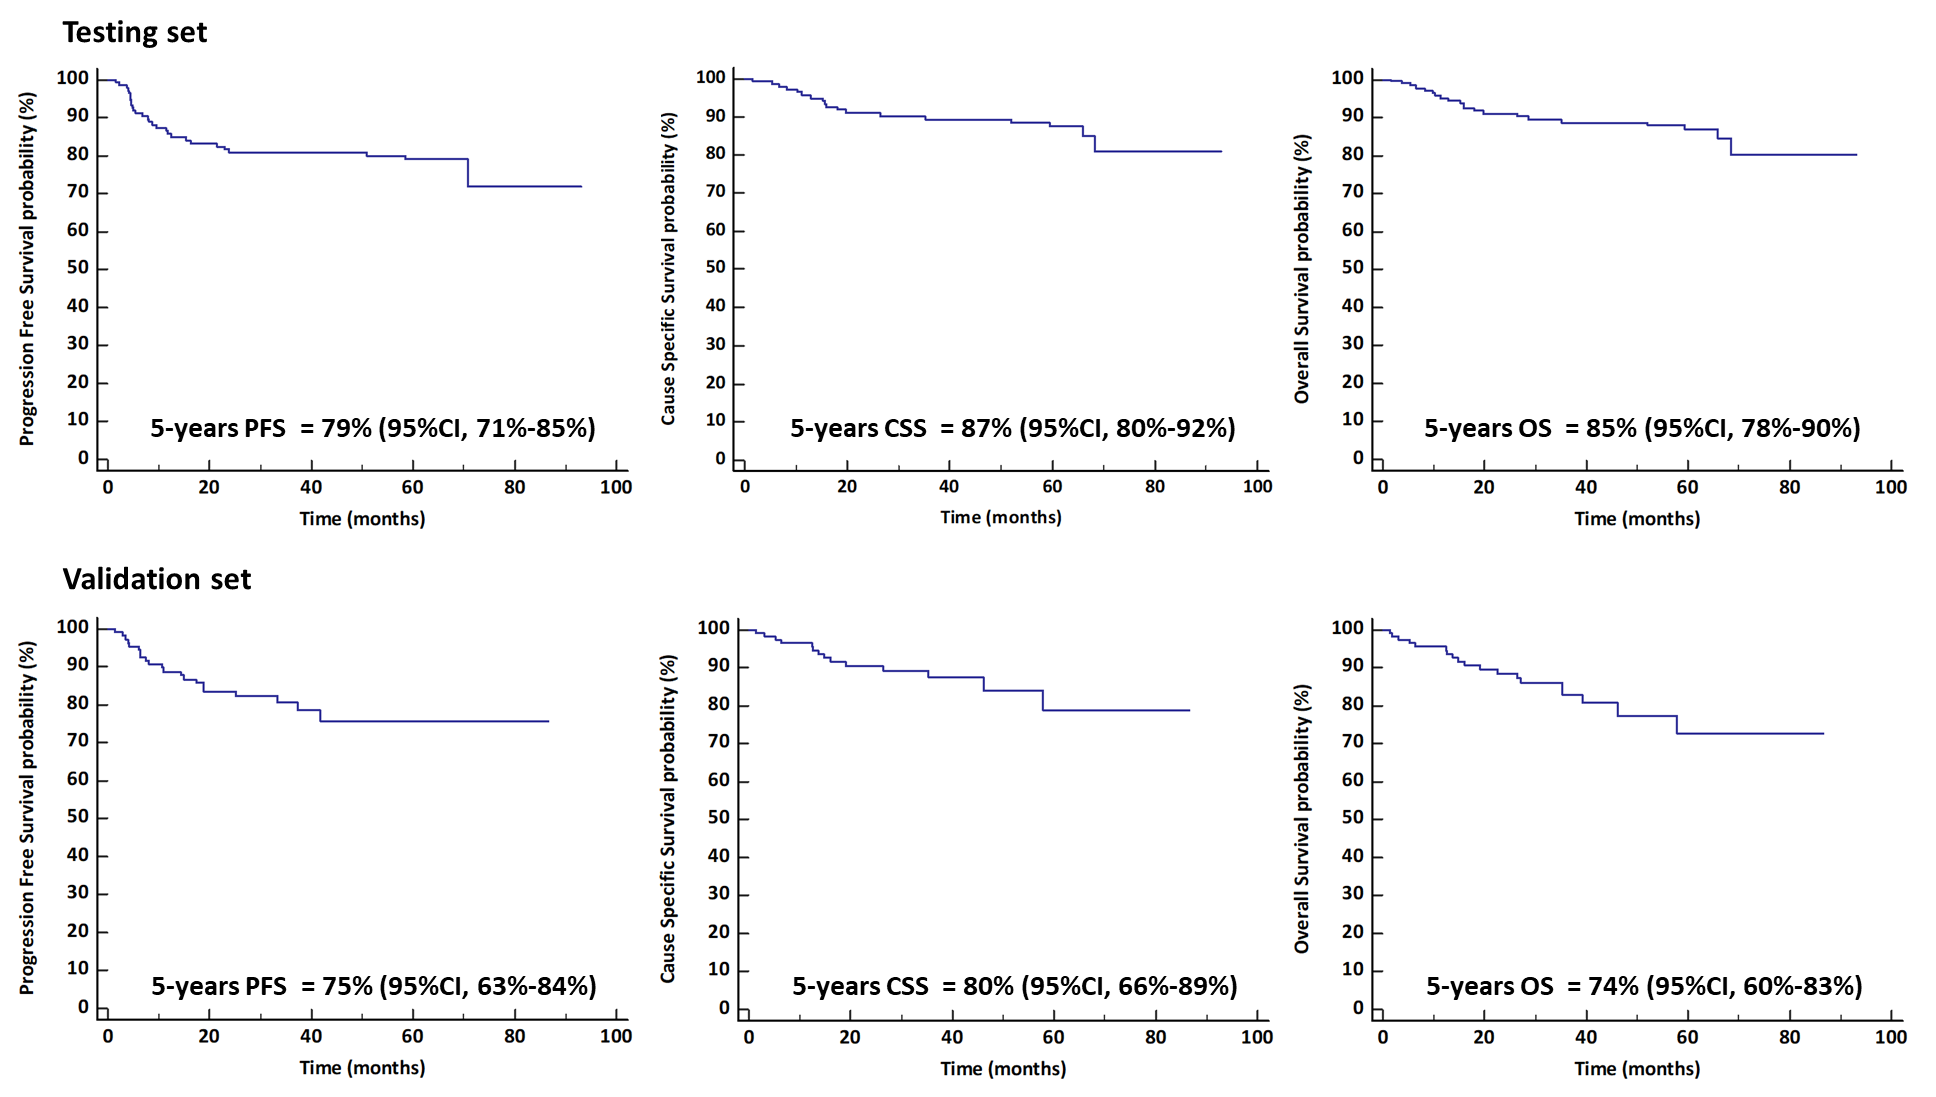 Testing set
Progression Free Survival probability (%)
100
90
80
70
60
50
40
30
20
10
0
5-years PFS = 79% (95%CI, 71%-85%)
0 20 40 60 80 100
Time (months)
Cause Specific Survival probability (%)
100
90
80
70
60
50
40
30
20
10
0
5-years CSS = 87% (95%CI, 80%-92%)
0 20 40 60 80 100
Time (months)
Overall Survival probability (%)
100
90
80
70
60
50
40
30
20
10
0
5-years OS = 85% (95%CI, 78%-90%)
0 20 40 60 80 100
Time (months)
Validation set
Progression Free Survival probability (%)
100
90
80
70
60
50
40
30
20
10
0
5-years PFS = 75% (95%CI, 63%-84%)
0 20 40 60 80 100
Time (months)
Cause Specific Survival probability (%)
100
90
80
70
60
50
40
30
20
10
0
5-years CSS = 80% (95%CI, 66%-89%)
0 20 40 60 80 100
Time (months)
Overall Survival probability (%)
100
90
80
70
60
50
40
30
20
10
0
5-years OS = 74% (95%CI, 60%-83%)
0 20 40 60 80 100
Time (months)